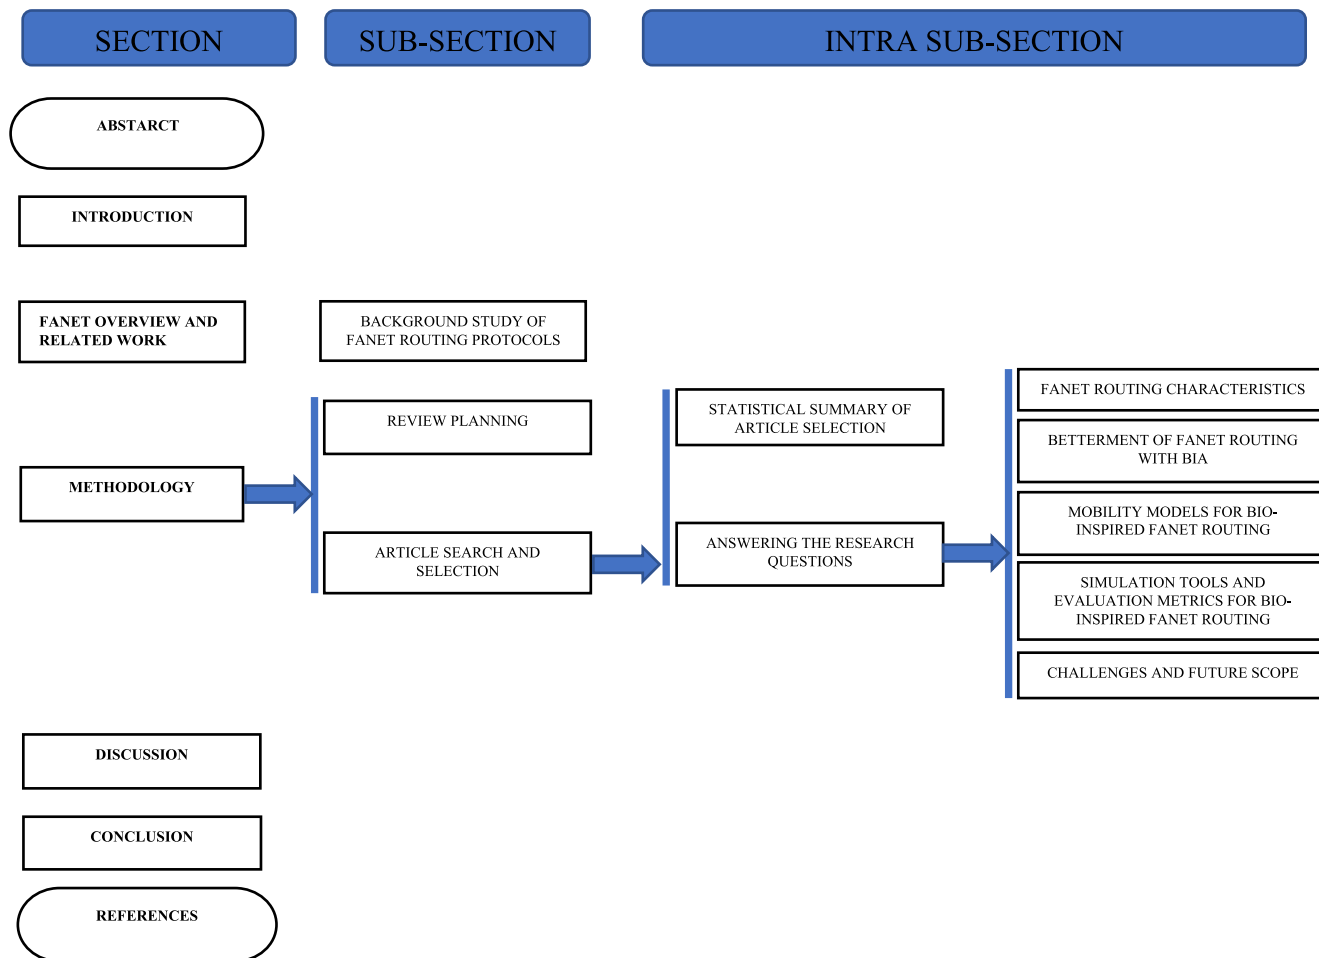 SECTION
SUB-SECTION
INTRA SUB-SECTION
ABSTARCT
INTRODUCTION
FANET OVERVIEW AND
RELATED WORK
BACKGROUND STUDY OF
FANET ROUTING PROTOCOLS
METHODOLOGY
REVIEW PLANNING
ARTICLE SEARCH AND
SELECTION
STATISTICAL SUMMARY OF
ARTICLE SELECTION
ANSWERING THE RESEARCH
QUESTIONS
FANET ROUTING CHARACTERISTICS
BETTERMENT OF FANET ROUTING
WITH BIA
MOBILITY MODELS FOR BIO-
INSPIRED FANET ROUTING
SIMULATION TOOLS AND
EVALUATION METRICS FOR BIO-
INSPIRED FANET ROUTING
CHALLENGES AND FUTURE SCOPE
DISCUSSION
CONCLUSION
REFERENCES